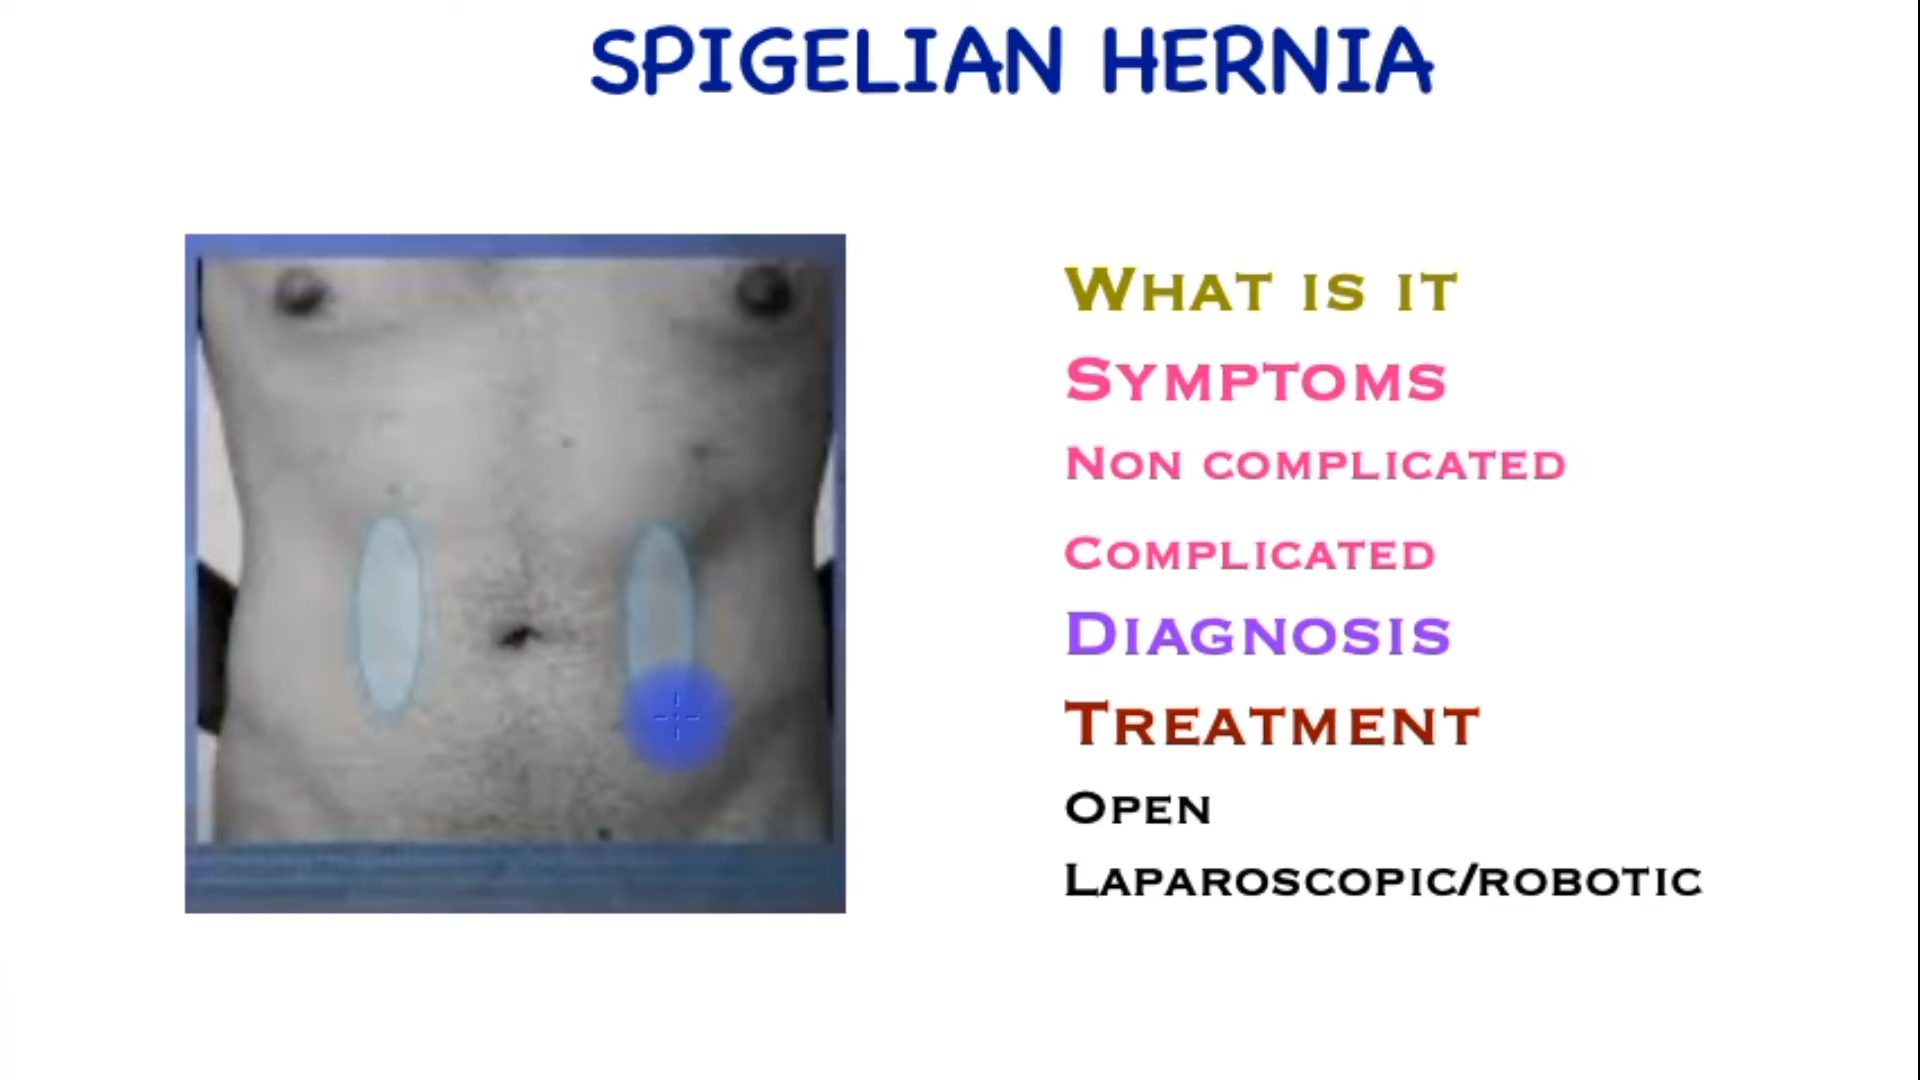 SPIGELIAN HERNIA
WHAT IS IT
SYMPTOMS
NON COMPLICATED
COMPLICATED
DIAGNOSIS
TREATMENT
OPEN
LAPAROSCOPIC/ROBOTIC